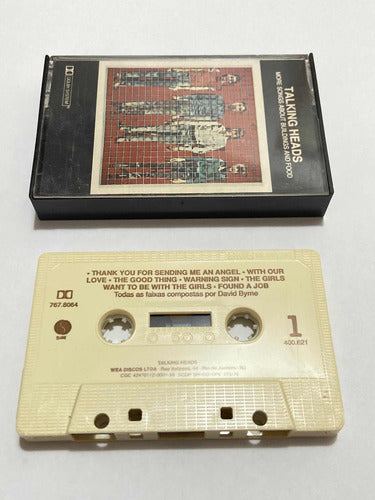 TALKING HEADS
MORE SONGS ABOUT BUILDINGS AND FOOD
• THANK YOU FOR SENDING ME AN ANGEL • WITH OUR
LOVE • THE GOOD THING • WARNING SIGN • THE GIRLS
WANT TO BE WITH THE GIRLS • FOUND A JOB
Todas as faixas compostas por David Byrne
767.8064
1
400.621
TALKING HEADS
WEA DISCOS LTDA